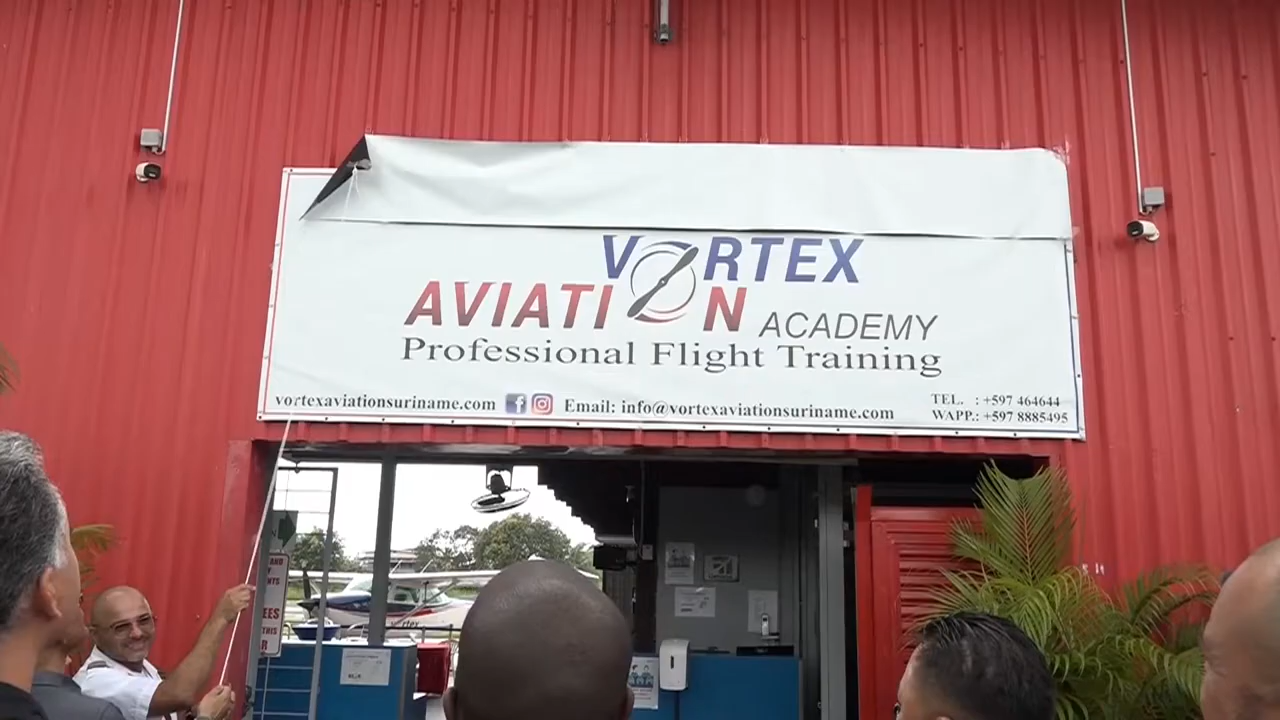 VORTEX
AVIATION ACADEMY
Professional Flight Training
vortexaviationsuriname.com
Email: info@vortexaviationsuriname.com
TEL. : +597 464644
WAPP.: +597 8885495